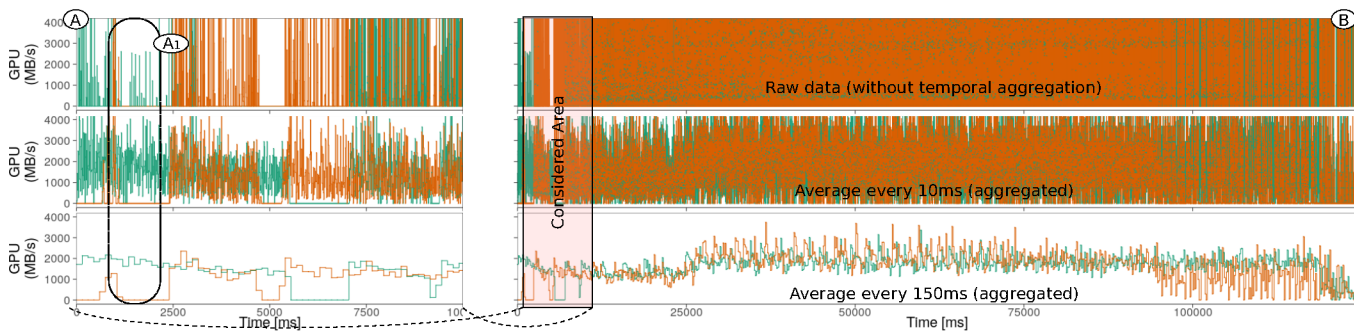 A
B
A1
4000
3000
2000
1000
0
GPU
(MB/s)
Raw data (without temporal aggregation)
4000
3000
2000
1000
0
GPU
(MB/s)
Average every 10ms (aggregated)
Considered Area
4000
3000
2000
1000
0
GPU
(MB/s)
Average every 150ms (aggregated)
0 2500 5000 7500 100
25000 50000 75000 100000
Time [ms]
Time [ms]